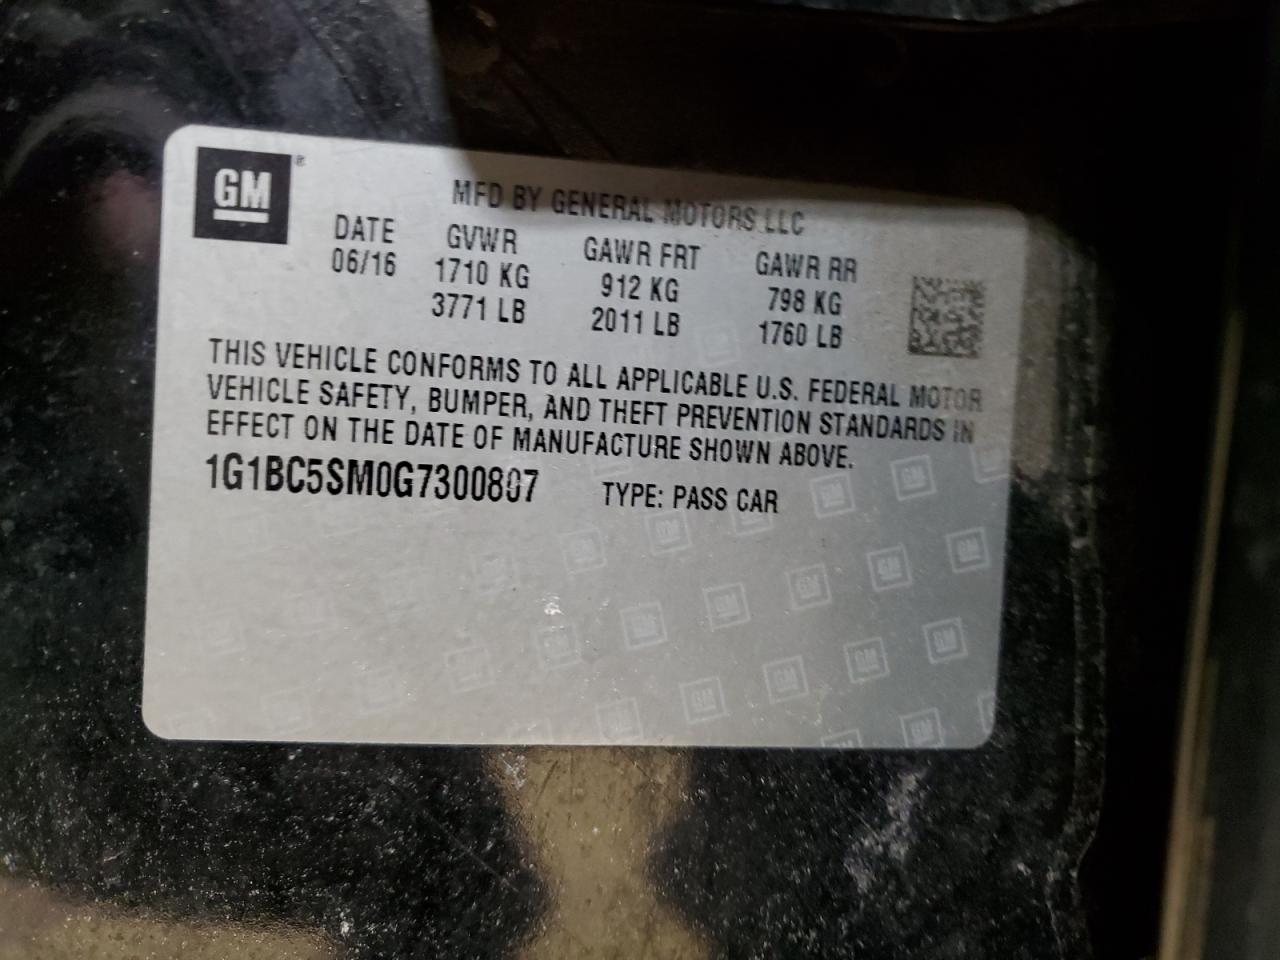 GM®
MFD BY GENERAL MOTORS LLC
DATE GVWR GAWR FRT GAWR RR
06/16 1710 KG 912 KG 798 KG
3771 LB 2011 LB 1760 LB
THIS VEHICLE CONFORMS TO ALL APPLICABLE U.S. FEDERAL MOTOR
VEHICLE SAFETY, BUMPER, AND THEFT PREVENTION STANDARDS IN
EFFECT ON THE DATE OF MANUFACTURE SHOWN ABOVE.
1G1BC5SM0G7300807 TYPE: PASS CAR